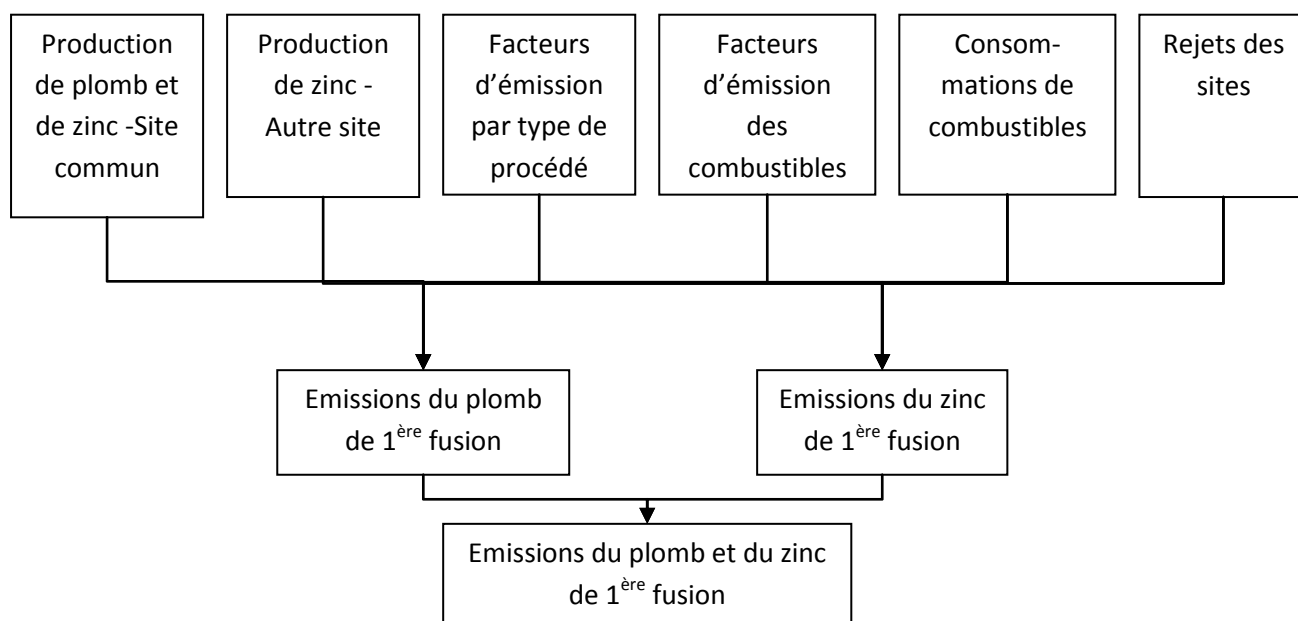 Production
de plomb et
de zinc -Site
commun
Production
de zinc -
Autre site
Facteurs
d’émission
par type de
procédé
Facteurs
d’émission
des
combustibles
Consom-
mations de
combustibles
Rejets des
sites
Emissions du plomb
de 1ère fusion
Emissions du zinc
de 1ère fusion
Emissions du plomb et du zinc
de 1ère fusion